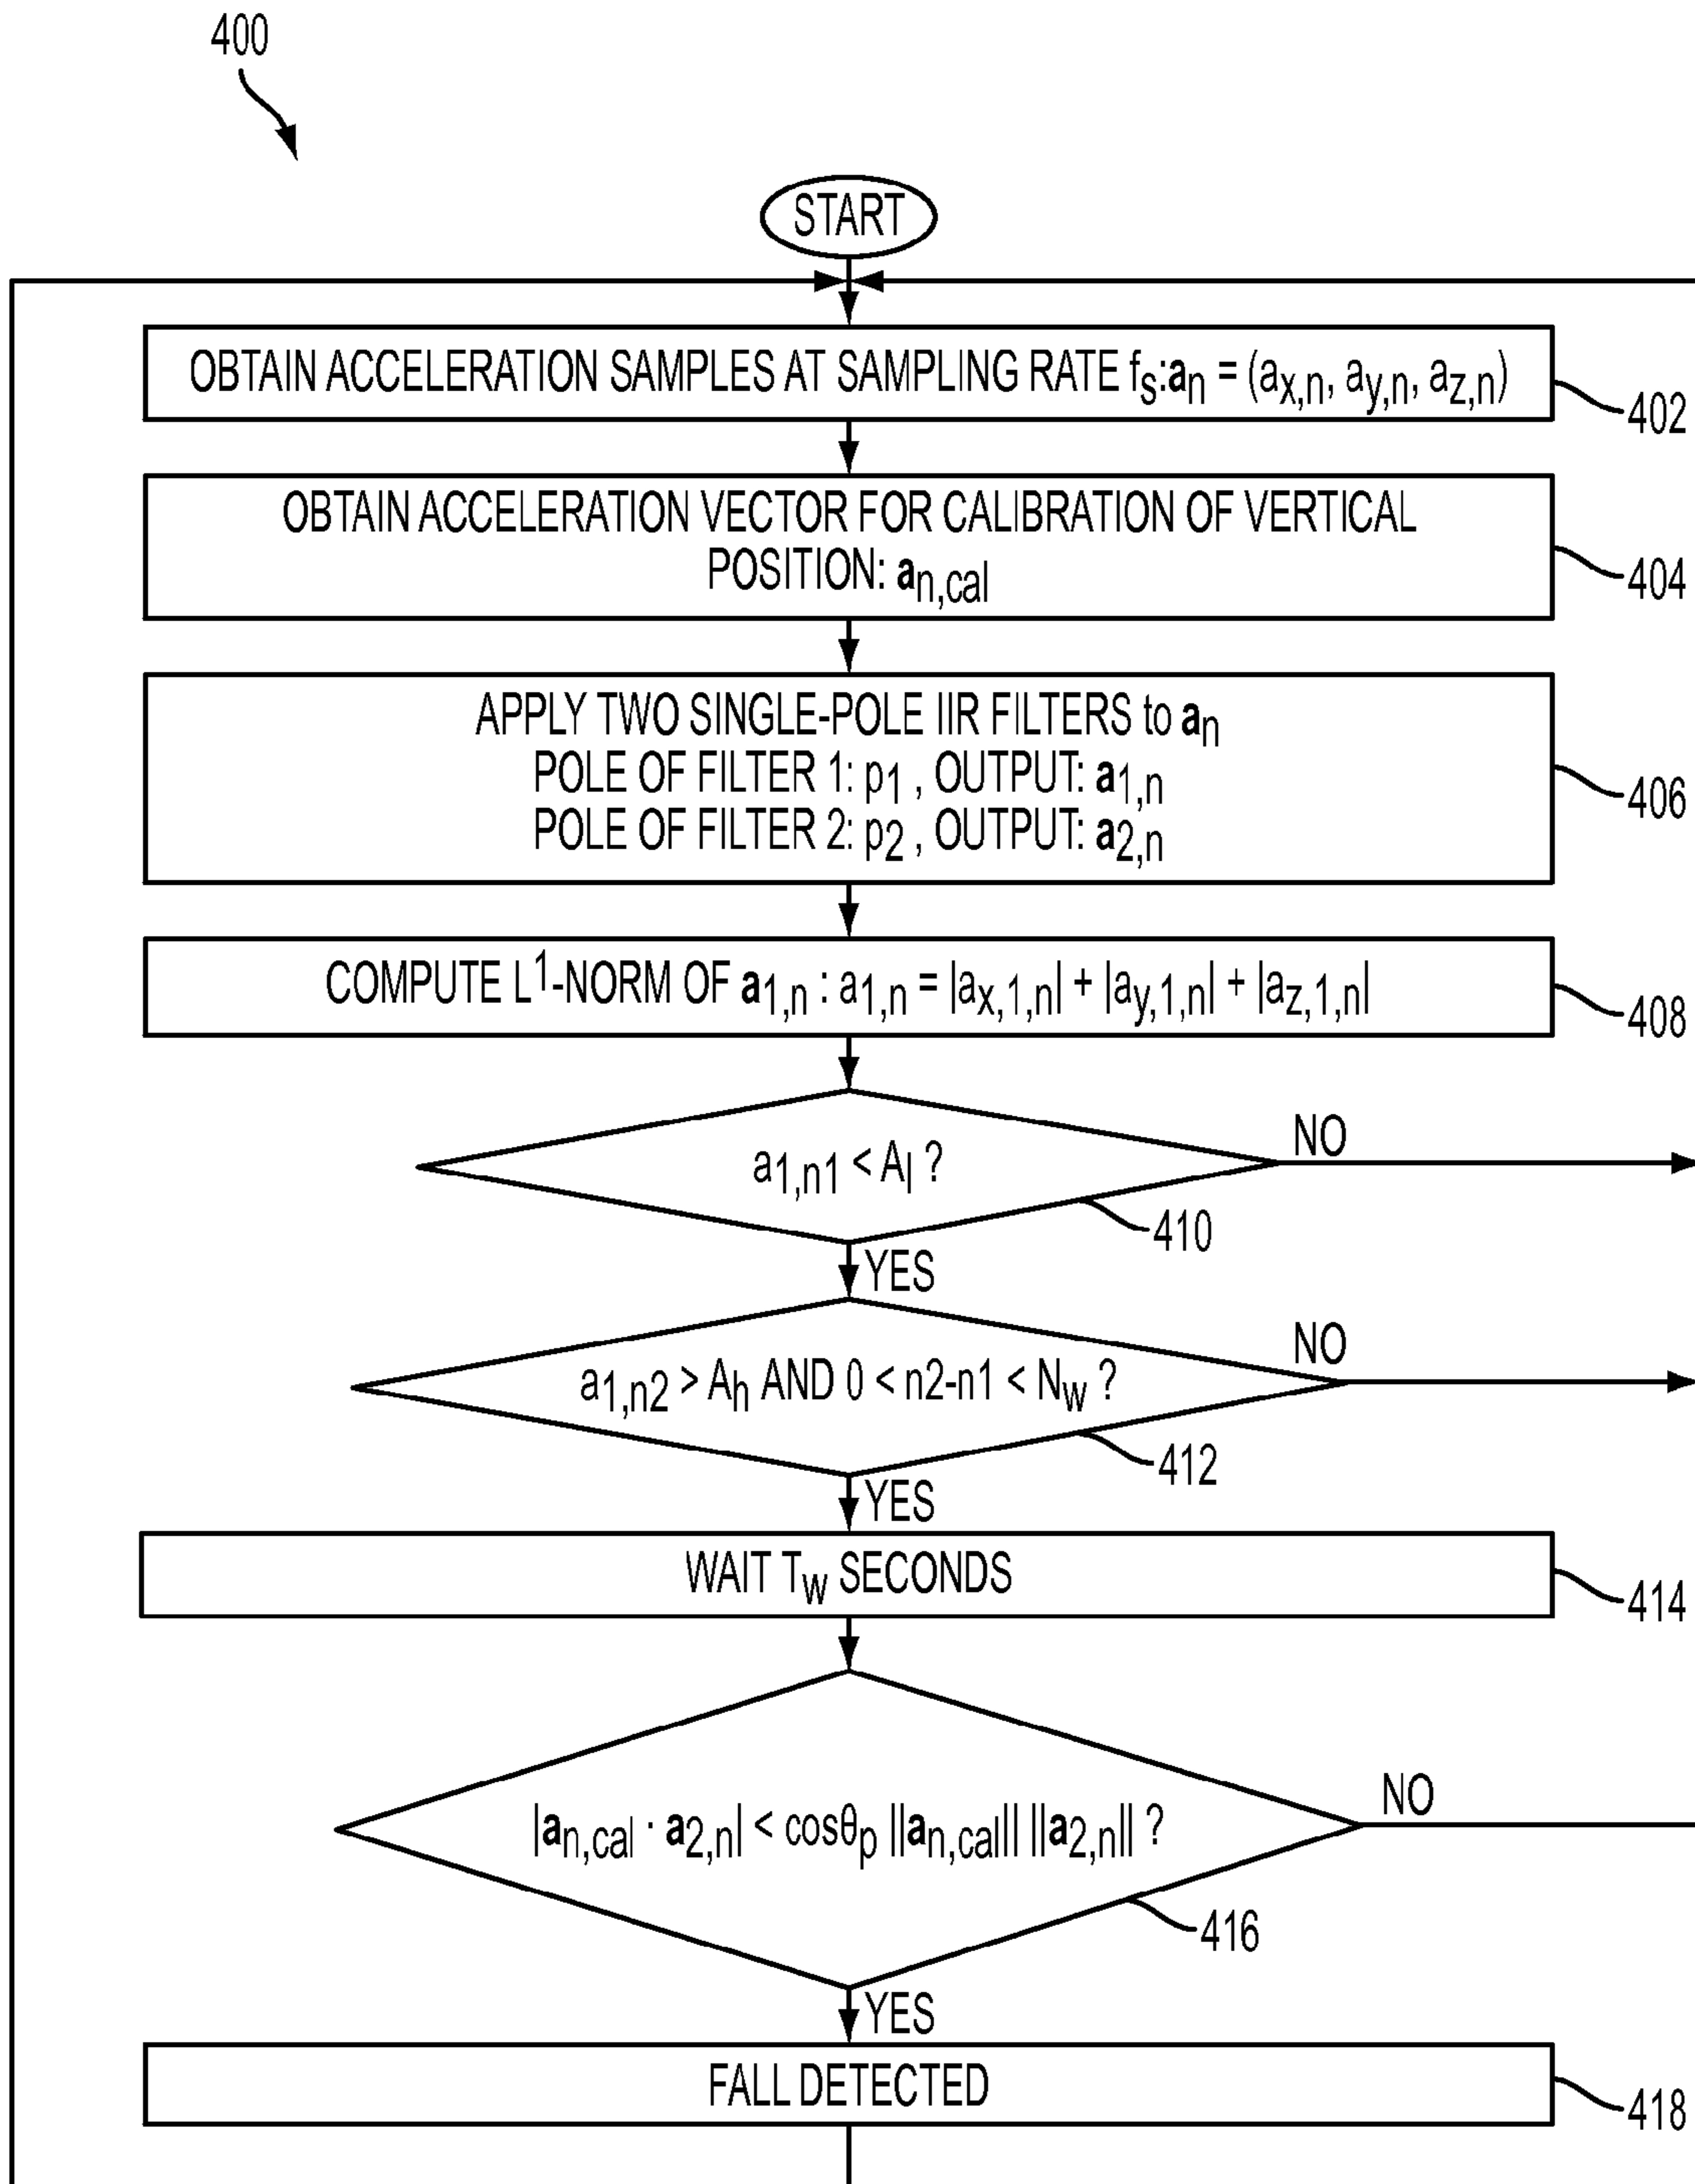 400
START
OBTAIN ACCELERATION SAMPLES AT SAMPLING RATE fs:an = (ax,n, ay,n, az,n)
402
OBTAIN ACCELERATION VECTOR FOR CALIBRATION OF VERTICAL
POSITION: an,cal
404
APPLY TWO SINGLE-POLE IIR FILTERS to an
POLE OF FILTER 1: p1 , OUTPUT: a1,n
POLE OF FILTER 2: p2 , OUTPUT: a2,n
406
COMPUTE L1-NORM OF a1,n : a1,n = |ax,1,n| + |ay,1,n| + |az,1,n|
408
a1,n1 < Al ?
NO
410
YES
a1,n2 > Ah AND 0 < n2-n1 < Nw ?
NO
412
YES
WAIT Tw SECONDS
414
|an,cal · a2,n| < cosθp ||an,cal|| ||a2,n|| ?
NO
416
YES
FALL DETECTED
418